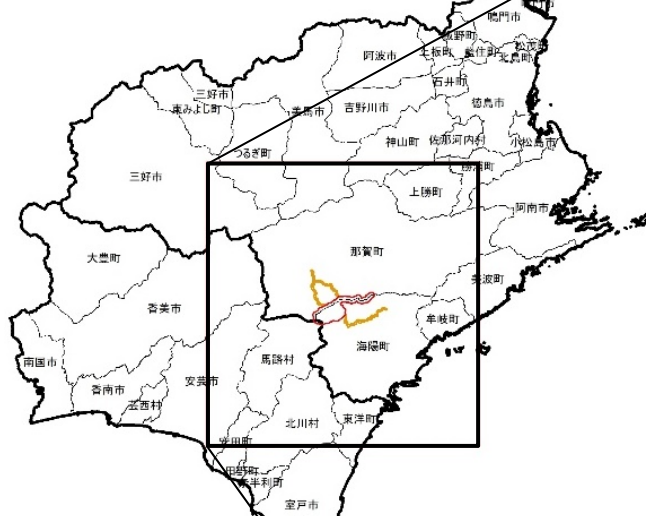 鳴門市
板野町
松茂町
藍住町
北島町
上板町
阿波市
石井町
三好市
東みよし町
美馬市
吉野川市
徳島市
神山町
佐那河内村
小松島市
つるぎ町
勝浦町
三好市
上勝町
阿南市
那賀町
大豊町
美波町
香美市
牟岐町
海陽町
馬路村
南国市
安芸市
香南市
芸西村
北川村
東洋町
安田町
田野町
奈半利町
室戸市